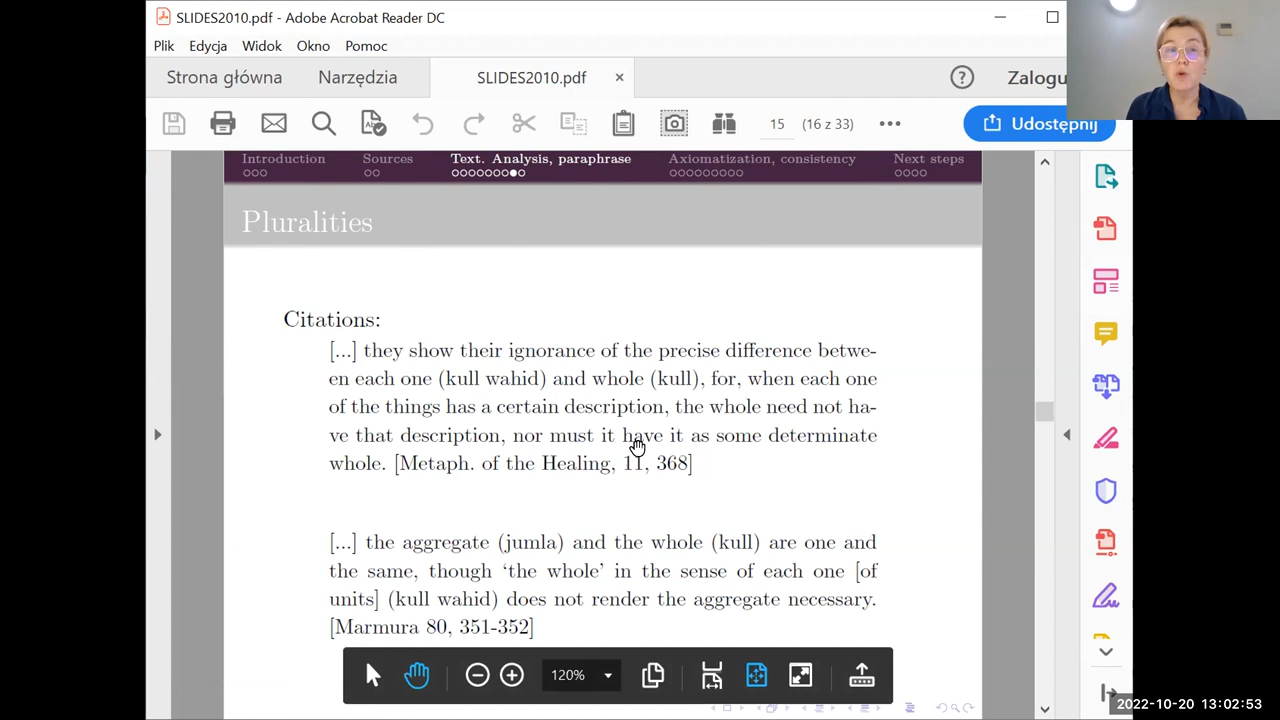 SLIDES2010.pdf - Adobe Acrobat Reader DC
Plik Edycja Widok Okno Pomoc
Strona główna Narzędzia SLIDES2010.pdf × ? Zalogu
15 (16 z 33) Udostępnij
Introduction Sources Text. Analysis, paraphrase Axiomatization, consistency Next steps
Pluralities
Citations:
[...] they show their ignorance of the precise difference betwe-
en each one (kull wahid) and whole (kull), for, when each one
of the things has a certain description, the whole need not ha-
ve that description, nor must it have it as some determinate
whole. [Metaph. of the Healing, 11, 368]
[...] the aggregate (jumla) and the whole (kull) are one and
the same, though ‘the whole’ in the sense of each one [of
units] (kull wahid) does not render the aggregate necessary.
[Marmura 80, 351-352]
120%
2022-10-20 13:02:53